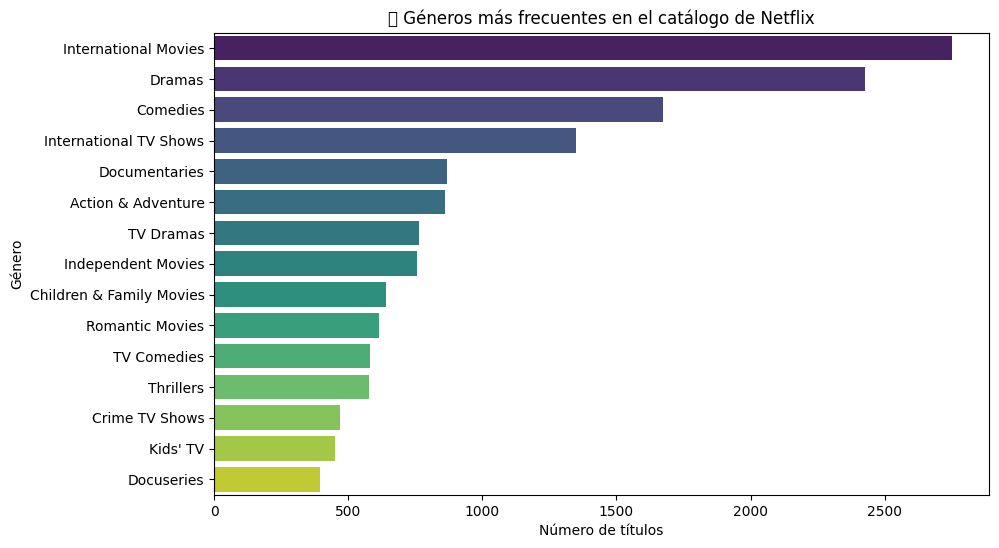 Géneros más frecuentes en el catálogo de Netflix
International Movies
Dramas
Comedies
International TV Shows
Documentaries
Action & Adventure
TV Dramas
Independent Movies
Children & Family Movies
Romantic Movies
TV Comedies
Thrillers
Crime TV Shows
Kids' TV
Docuseries
Género
0 500 1000 1500 2000 2500
Número de títulos